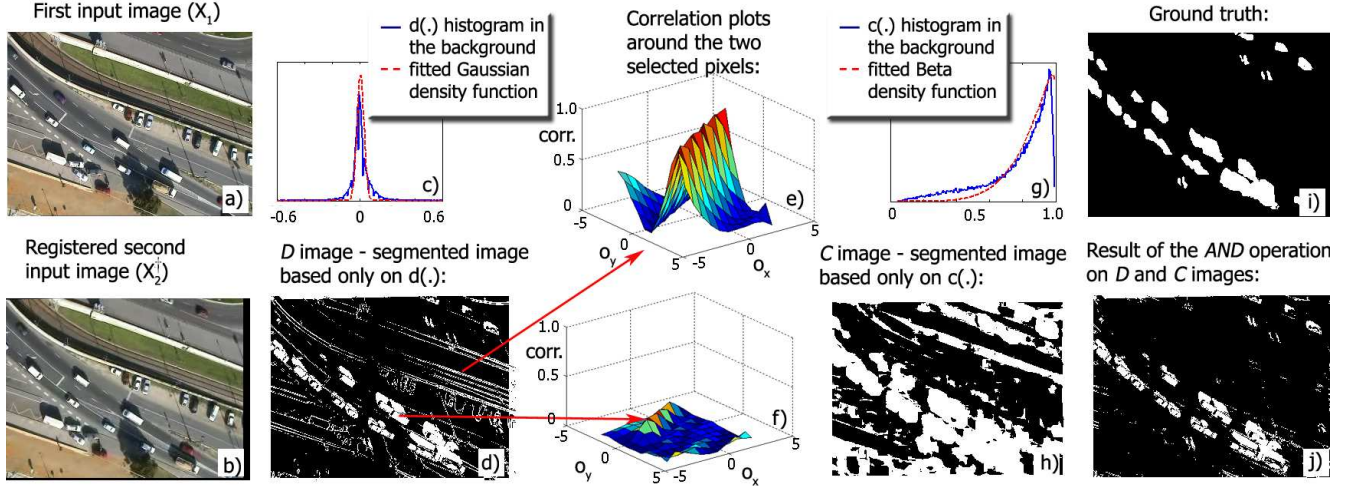 First input image (X₁)
a)
Registered second
input image (X₂⁺)
b)
d(.) histogram in
the background
fitted Gaussian
density function
c)
-0.6
0
0.6
D image - segmented image
based only on d(.):
d)
Correlation plots
around the two
selected pixels:
1.0
corr.
0.5
0
-5
0
5
oy
-5
0
5
ox
e)
1.0
corr.
0.5
0
-5
0
5
oy
-5
0
5
ox
f)
c(.) histogram in
the background
fitted Beta
density function
g)
0
0.5
1.0
C image - segmented image
based only on c(.):
h)
Ground truth:
i)
Result of the AND operation
on D and C images:
j)